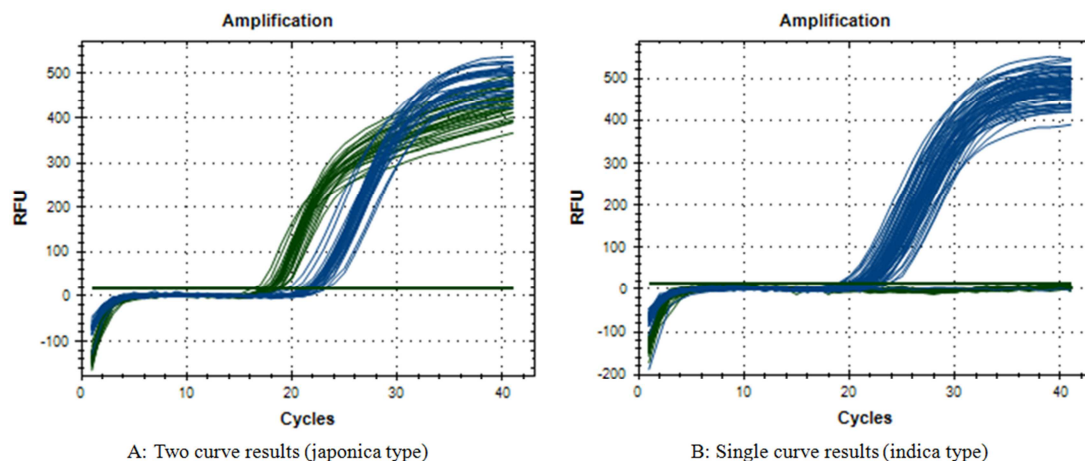 Amplification
500
400
300
200
100
0
-100
RFU
0 10 20 30 40
Cycles
A: Two curve results (japonica type)
Amplification
500
400
300
200
100
0
-100
-200
RFU
0 10 20 30 40
Cycles
B: Single curve results (indica type)